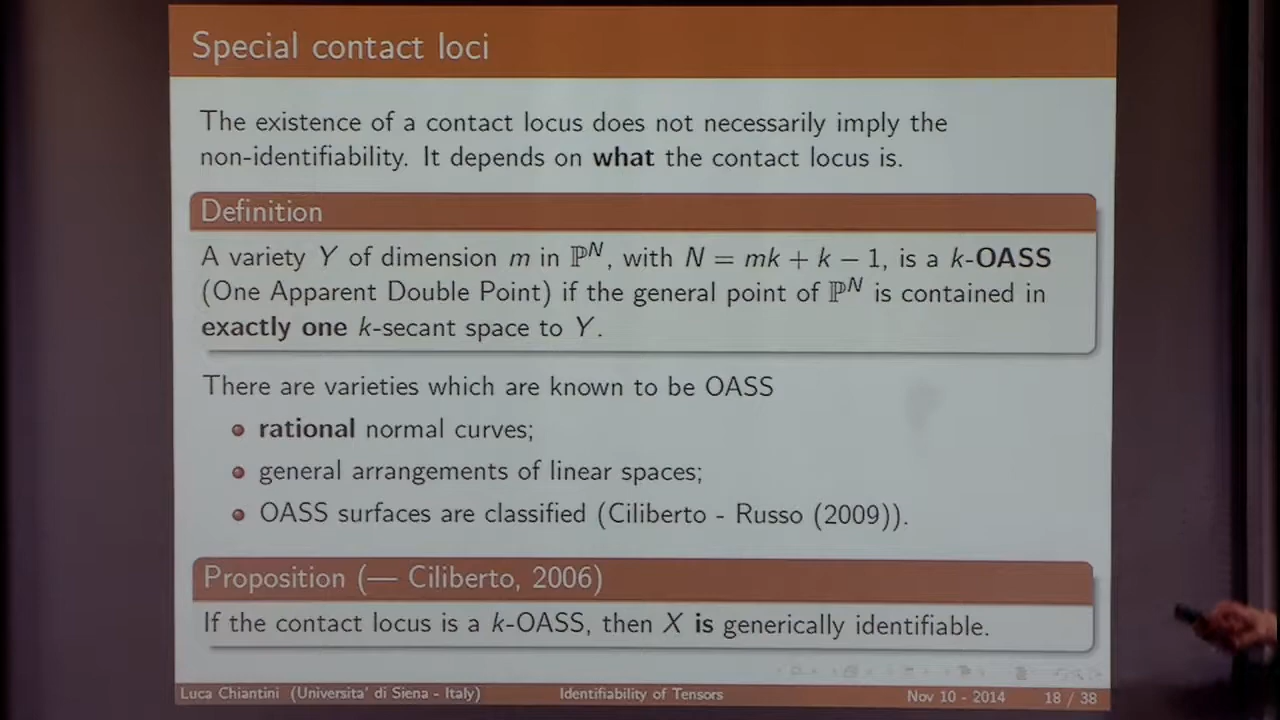 Special contact loci
The existence of a contact locus does not necessarily imply the
non-identifiability. It depends on what the contact locus is.
Definition
A variety Y of dimension m in ℙᴺ, with N = mk + k − 1, is a k-OASS
(One Apparent Double Point) if the general point of ℙᴺ is contained in
exactly one k-secant space to Y.
There are varieties which are known to be OASS
rational normal curves;
general arrangements of linear spaces;
OASS surfaces are classified (Ciliberto - Russo (2009)).
Proposition (— Ciliberto, 2006)
If the contact locus is a k-OASS, then X is generically identifiable.
Luca Chiantini (Universita' di Siena - Italy) Identifiability of Tensors Nov 10 - 2014 18 / 38